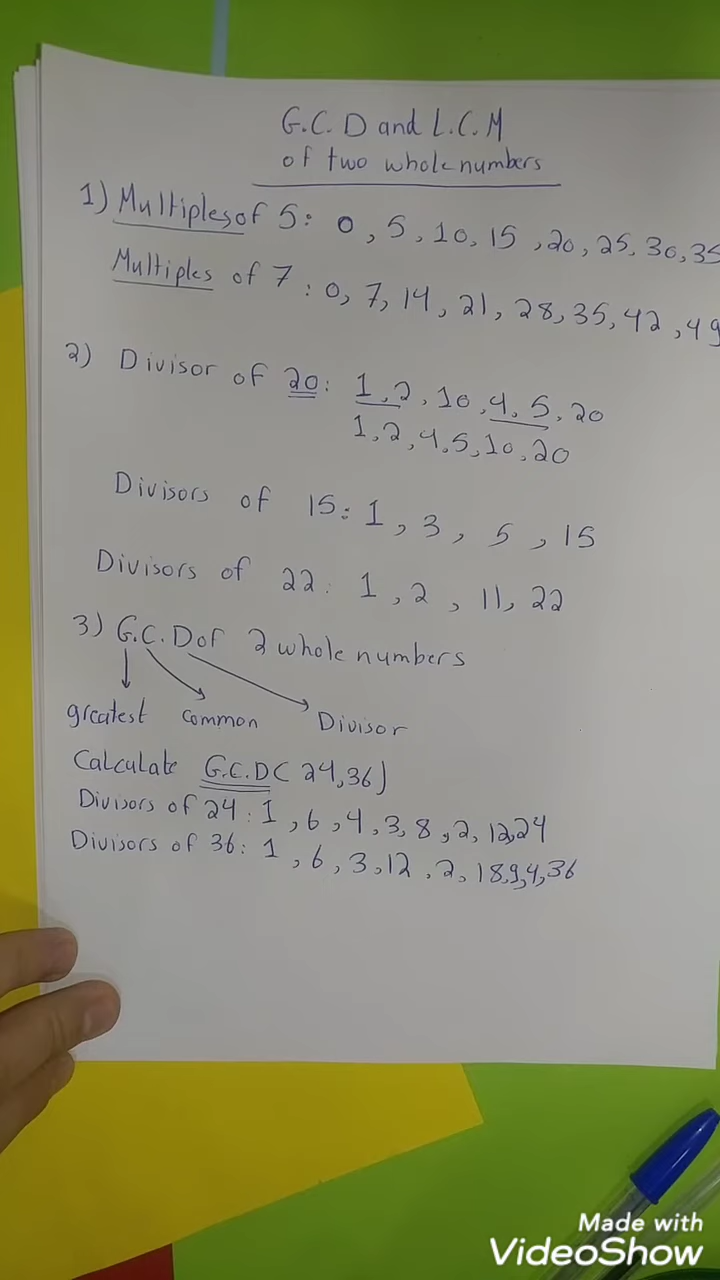 G.C.D and L.C.M
of two whole numbers
1) Multiples of 5: 0, 5, 10, 15, 20, 25, 30, 35
Multiples of 7: 0, 7, 14, 21, 28, 35, 42, 49
2) Divisor of 20: 1, 2, 10, 4, 5, 20
1, 2, 4, 5, 10, 20
Divisors of 15: 1, 3, 5, 15
Divisors of 22: 1, 2, 11, 22
3) G.C.D of 2 whole numbers
greatest common Divisor
Calculate G.C.D(24,36)
Divisors of 24: 1, 6, 4, 3, 8, 2, 12, 24
Divisors of 36: 1, 6, 3, 12, 2, 18, 9, 4, 36
Made with
VideoShow